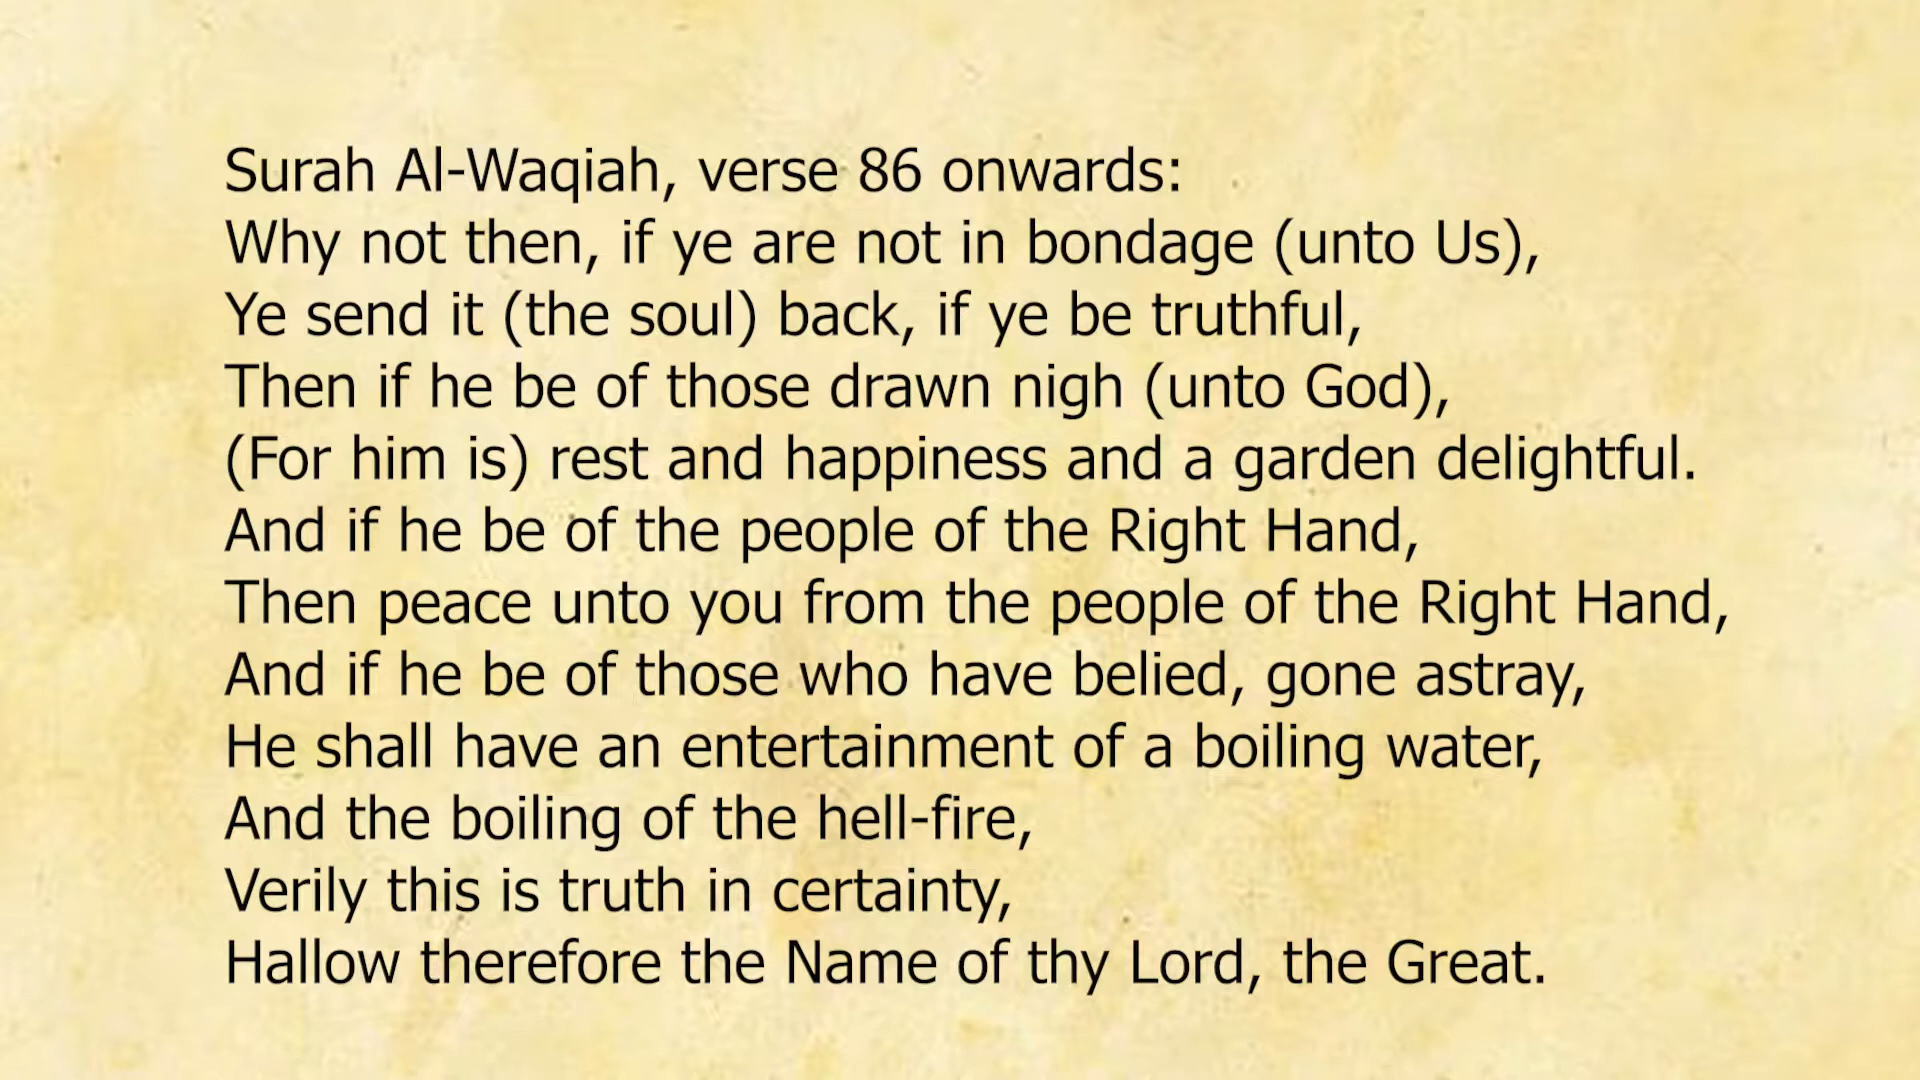 Surah Al-Waqiah, verse 86 onwards:
Why not then, if ye are not in bondage (unto Us),
Ye send it (the soul) back, if ye be truthful,
Then if he be of those drawn nigh (unto God),
(For him is) rest and happiness and a garden delightful.
And if he be of the people of the Right Hand,
Then peace unto you from the people of the Right Hand,
And if he be of those who have belied, gone astray,
He shall have an entertainment of a boiling water,
And the boiling of the hell-fire,
Verily this is truth in certainty,
Hallow therefore the Name of thy Lord, the Great.